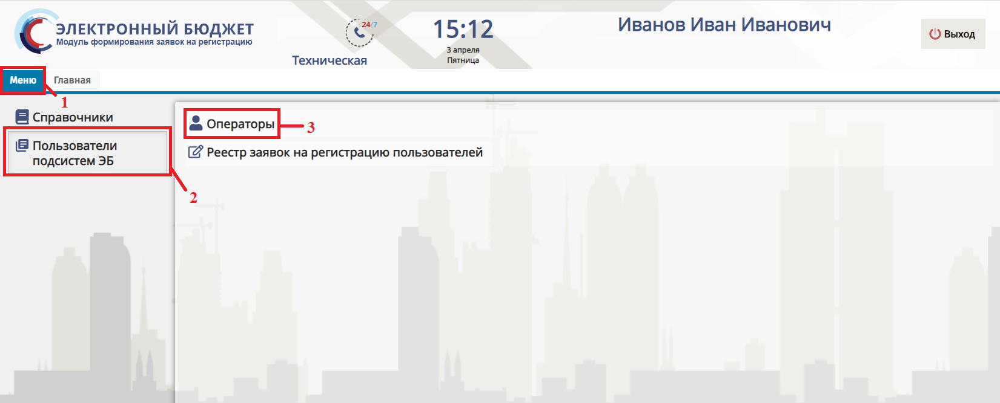 ЭЛЕКТРОННЫЙ БЮДЖЕТ
Модуль формирования заявок на регистрацию
24/7
Техническая
15:12
3 апреля
Пятница
Иванов Иван Иванович
Выход
Меню
Главная
1
Справочники
Пользователи
подсистем ЭБ
2
Операторы
3
Реестр заявок на регистрацию пользователей